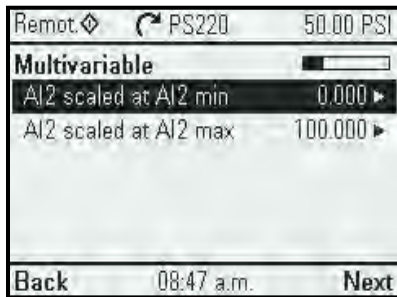 Remot. PS220 50.00 PSI
Multivariable
AI2 scaled at AI2 min 0.000
AI2 scaled at AI2 max 100.000
Back 08:47 a.m. Next